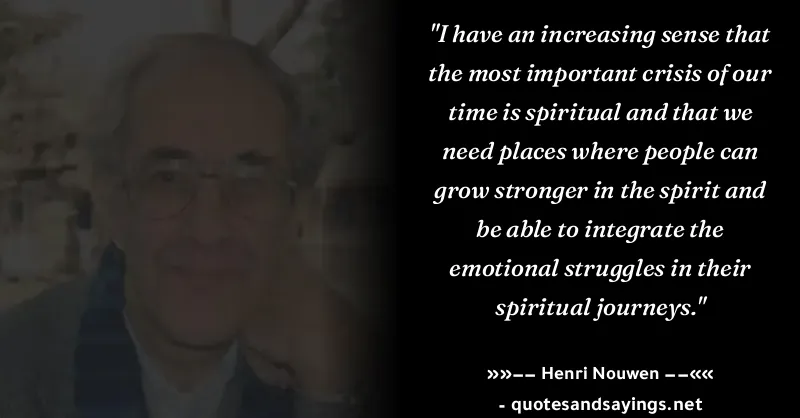 "I have an increasing sense that
the most important crisis of our
time is spiritual and that we
need places where people can
grow stronger in the spirit and
be able to integrate the
emotional struggles in their
spiritual journeys."
»»−− Henri Nouwen −−««
- quotesandsayings.net